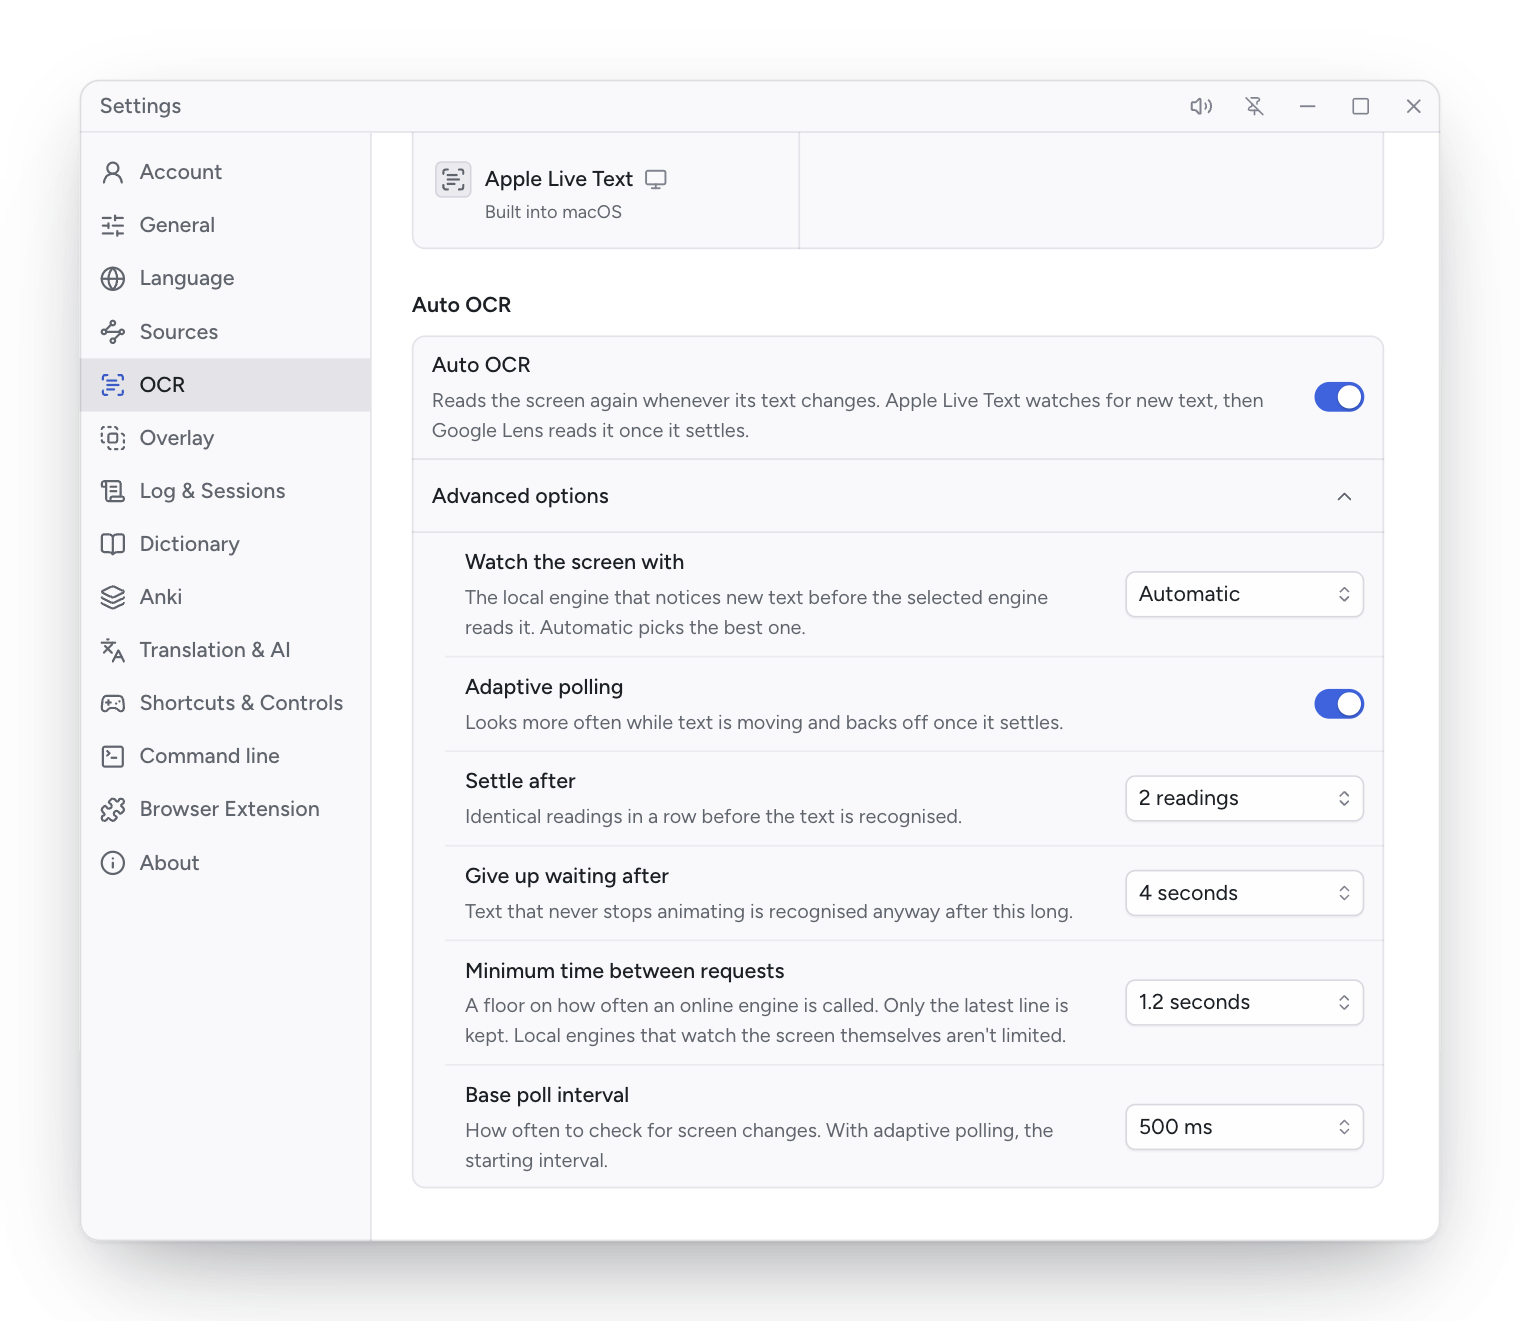 Settings
Account
General
Language
Sources
OCR
Overlay
Log & Sessions
Dictionary
Anki
Translation & AI
Shortcuts & Controls
Command line
Browser Extension
About
Apple Live Text
Built into macOS
Auto OCR
Auto OCR
Reads the screen again whenever its text changes. Apple Live Text watches for new text, then
Google Lens reads it once it settles.
Advanced options
Watch the screen with
The local engine that notices new text before the selected engine
reads it. Automatic picks the best one.
Automatic
Adaptive polling
Looks more often while text is moving and backs off once it settles.
Settle after
Identical readings in a row before the text is recognised.
2 readings
Give up waiting after
Text that never stops animating is recognised anyway after this long.
4 seconds
Minimum time between requests
A floor on how often an online engine is called. Only the latest line is
kept. Local engines that watch the screen themselves aren't limited.
1.2 seconds
Base poll interval
How often to check for screen changes. With adaptive polling, the
starting interval.
500 ms